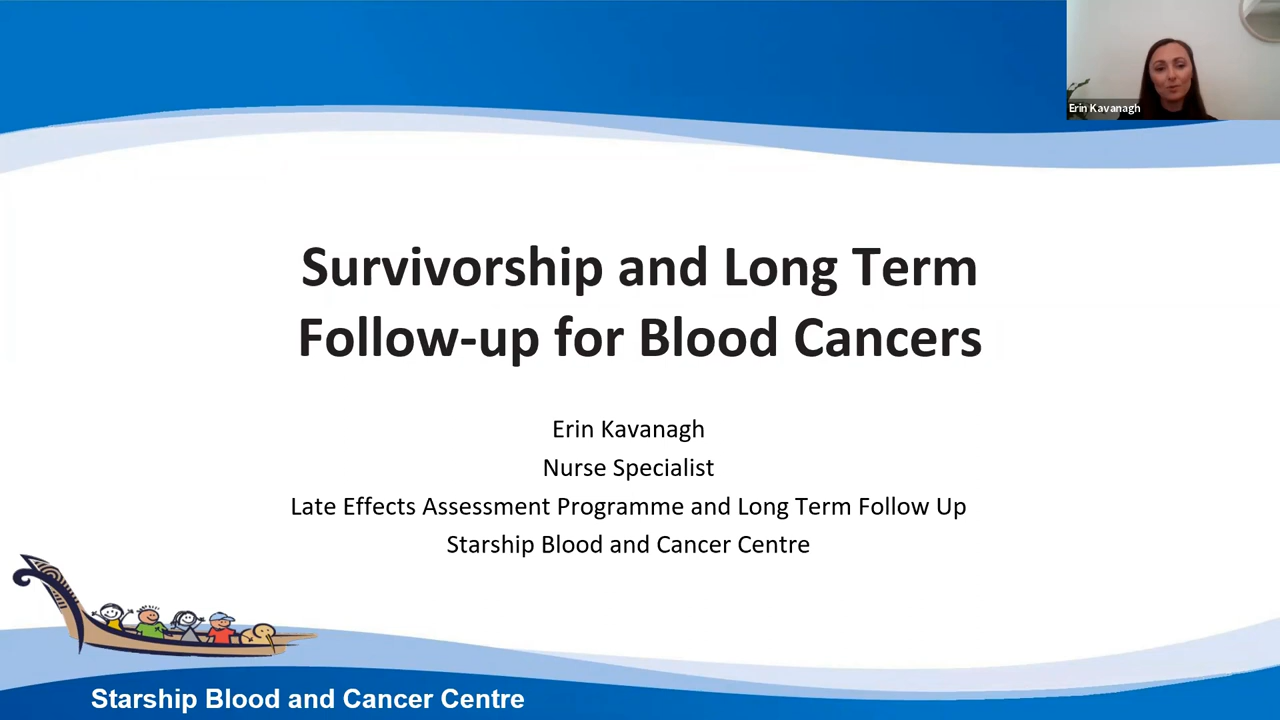 Erin Kavanagh
Survivorship and Long Term
Follow-up for Blood Cancers
Erin Kavanagh
Nurse Specialist
Late Effects Assessment Programme and Long Term Follow Up
Starship Blood and Cancer Centre
Starship Blood and Cancer Centre